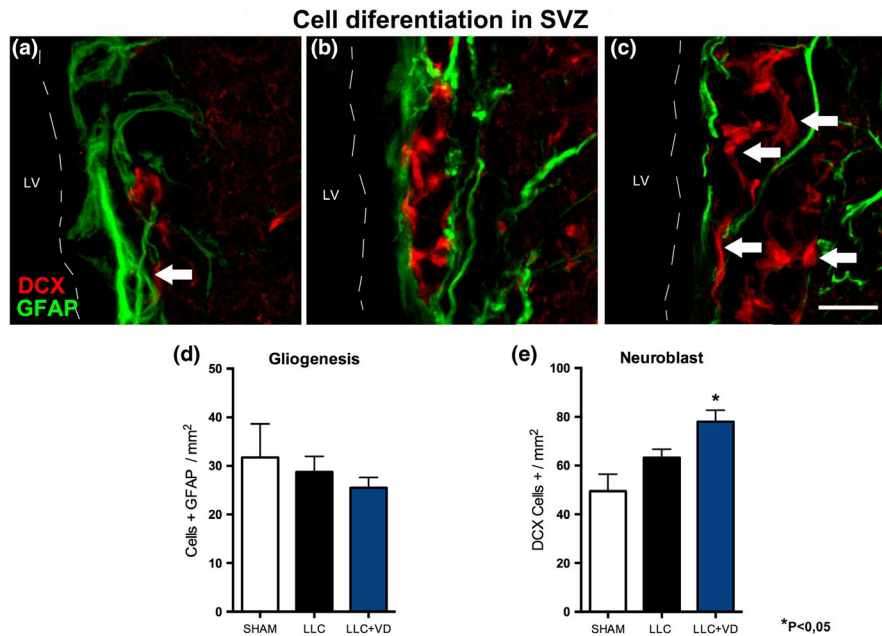 Cell diferentiation in SVZ
(a)
(b)
(c)
LV
LV
LV
DCX
GFAP
(d)
Gliogenesis
Cells + GFAP / mm²
50
40
30
20
10
0
SHAM
LLC
LLC+VD
(e)
Neuroblast
DCX Cells + / mm²
100
80
60
40
20
0
*
SHAM
LLC
LLC+VD
*P<0,05